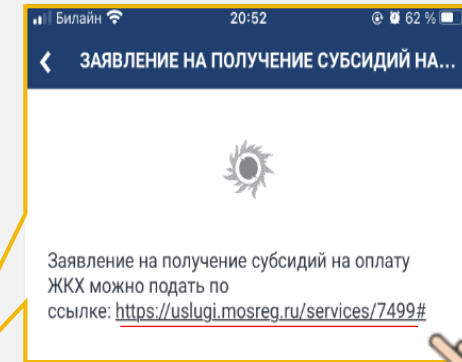 Билайн 20:52 62 %
ЗАЯВЛЕНИЕ НА ПОЛУЧЕНИЕ СУБСИДИЙ НА...
Заявление на получение субсидий на оплату
ЖКХ можно подать по
ссылке: https://uslugi.mosreg.ru/services/7499#